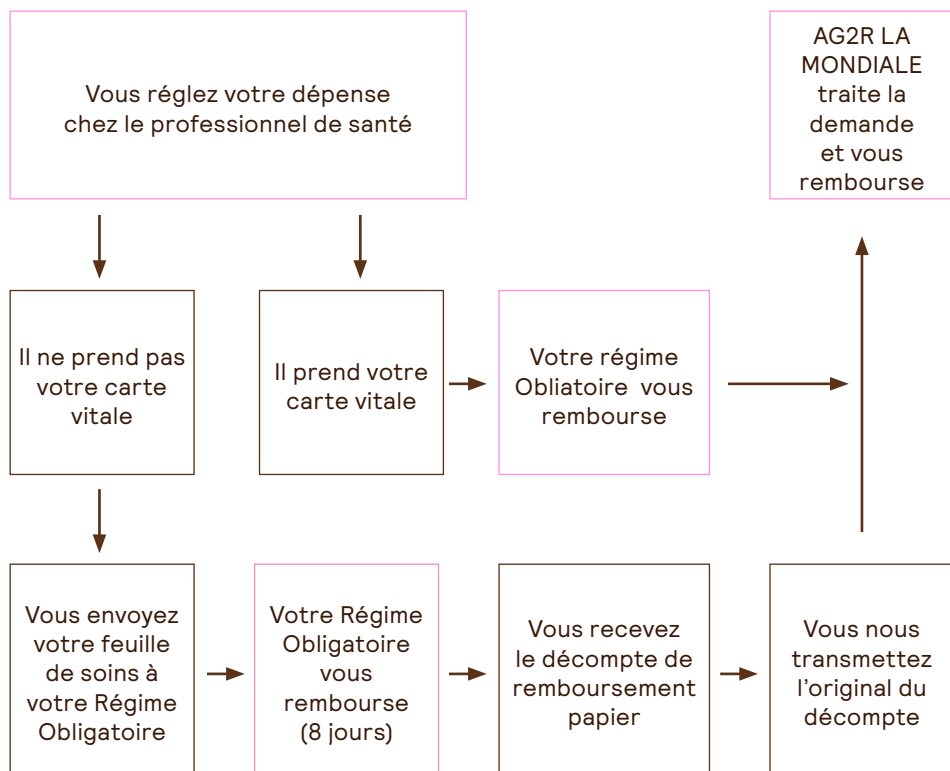 Vous réglez votre dépense
chez le professionnel de santé
AG2R LA
MONDIALE
traite la
demande
et vous
rembourse
Il ne prend pas
votre carte
vitale
Il prend votre
carte vitale
Votre régime
Obliatoire vous
rembourse
Vous envoyez
votre feuille
de soins à
votre Régime
Obligatoire
Votre Régime
Obligatoire
vous
rembourse
(8 jours)
Vous recevez
le décompte de
remboursement
papier
Vous nous
transmettez
l'original du
décompte